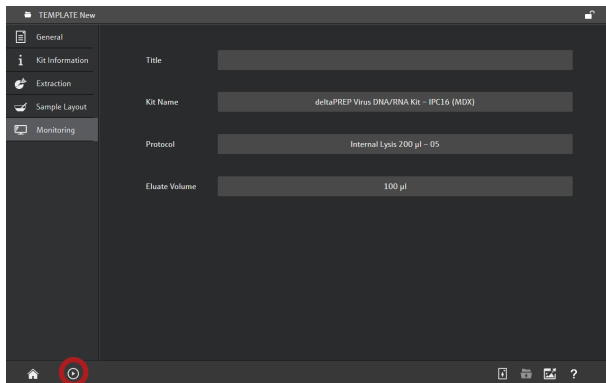 TEMPLATE New
General
Kit Information
Extraction
Sample Layout
Monitoring
Title
Kit Name
deltaPREP Virus DNA/RNA Kit – IPC16 (MDX)
Protocol
Internal Lysis 200 µl – 05
Eluate Volume
100 µl
?